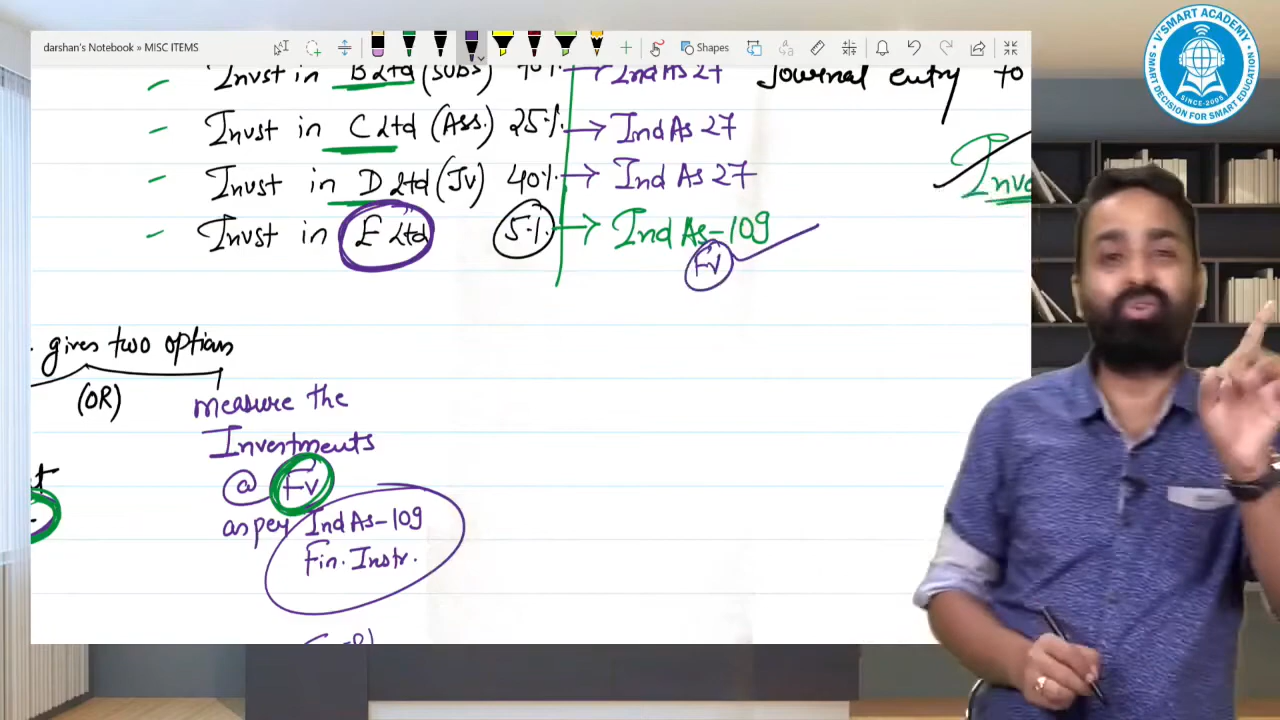 darshan's Notebook » MISC ITEMS
Shapes
Invst in B Ltd (Subs) Ind As 27 Journal entry to
- Invst in C Ltd (Ass.) 25% → Ind As 27
- Invst in D Ltd (JV) 40% → Ind As 27
- Invst in E Ltd 5% → Ind As-109
FV
gives two options
(OR)
measure the
Investments
@ FV
as per Ind As-109
Fin. Instr.
V'SMART ACADEMY
SINCE-2005
SMART DECISION FOR SMART EDUCATION